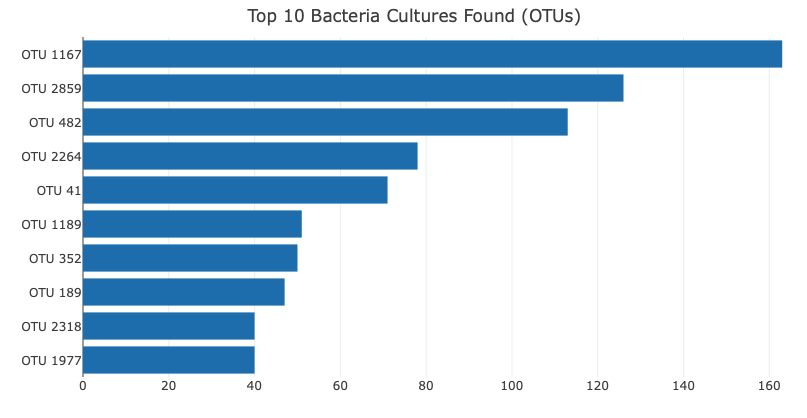 Top 10 Bacteria Cultures Found (OTUs)
OTU 1167
OTU 2859
OTU 482
OTU 2264
OTU 41
OTU 1189
OTU 352
OTU 189
OTU 2318
OTU 1977
0 20 40 60 80 100 120 140 160